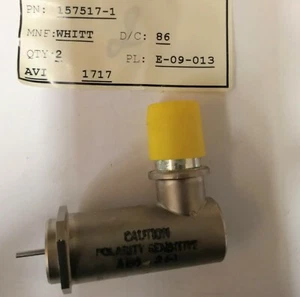 PN: 157517-1
MNF: WHITT D/C: 86
QTY: 2 PL: E-09-013
AVI 1717
CAUTION
POLARITY SENSITIVE